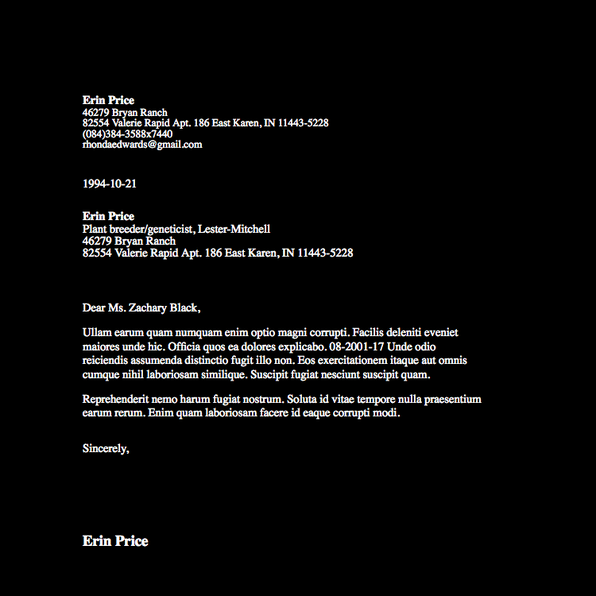 Erin Price
46279 Bryan Ranch
82554 Valerie Rapid Apt. 186 East Karen, IN 11443-5228
(084)384-3588x7440
rhondaedwards@gmail.com
1994-10-21
Erin Price
Plant breeder/geneticist, Lester-Mitchell
46279 Bryan Ranch
82554 Valerie Rapid Apt. 186 East Karen, IN 11443-5228
Dear Ms. Zachary Black,
Ullam earum quam numquam enim optio magni corrupti. Facilis deleniti eveniet
maiores unde hic. Officia quos ea dolores explicabo. 08-2001-17 Unde odio
reiciendis assumenda distinctio fugit illo non. Eos exercitationem itaque aut omnis
cumque nihil laboriosam similique. Suscipit fugiat nesciunt suscipit quam.
Reprehenderit nemo harum fugiat nostrum. Soluta id vitae tempore nulla praesentium
earum rerum. Enim quam laboriosam facere id eaque corrupti modi.
Sincerely,
Erin Price